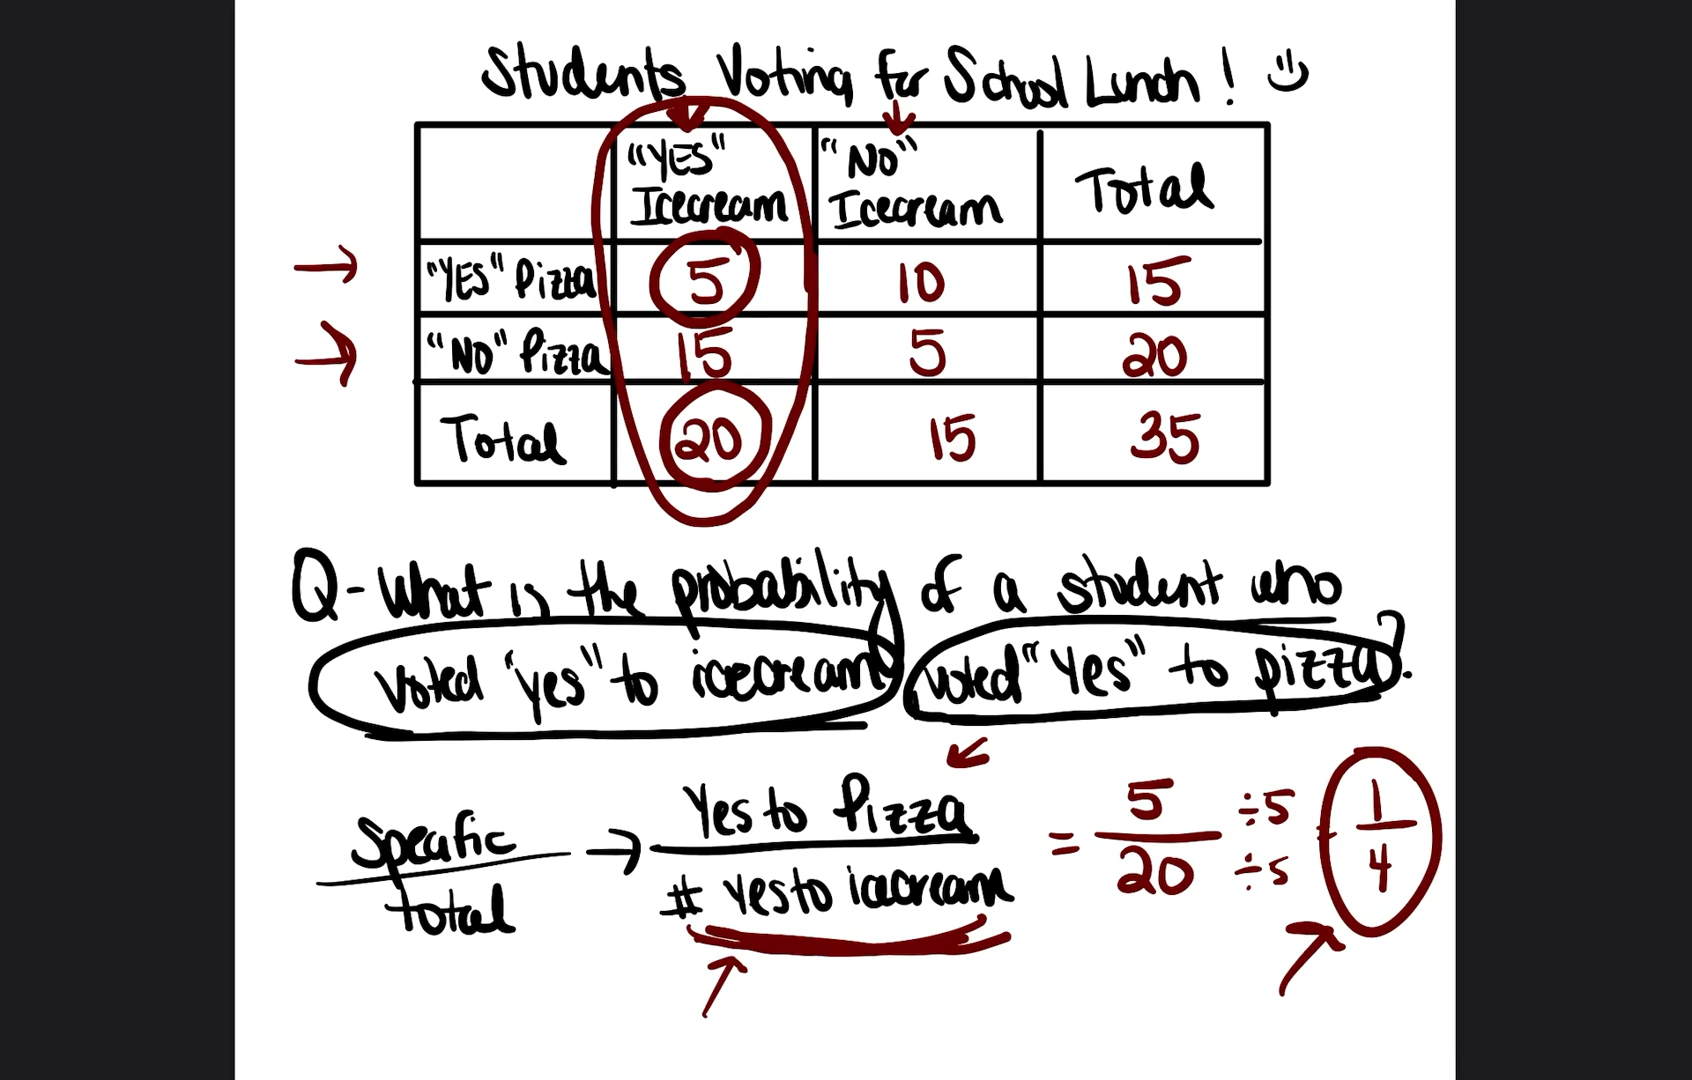 Students Voting for School Lunch! :)
"YES" Icecream "NO" Icecream Total
"YES" Pizza 5 10 15
"NO" Pizza 15 5 20
Total 20 15 35
Q- What is the probability of a student who
voted "yes" to icecream voted "Yes" to pizza?
Specific / total → Yes to Pizza / # yes to icecream = 5 / 20 ÷5 / ÷5 = 1 / 4